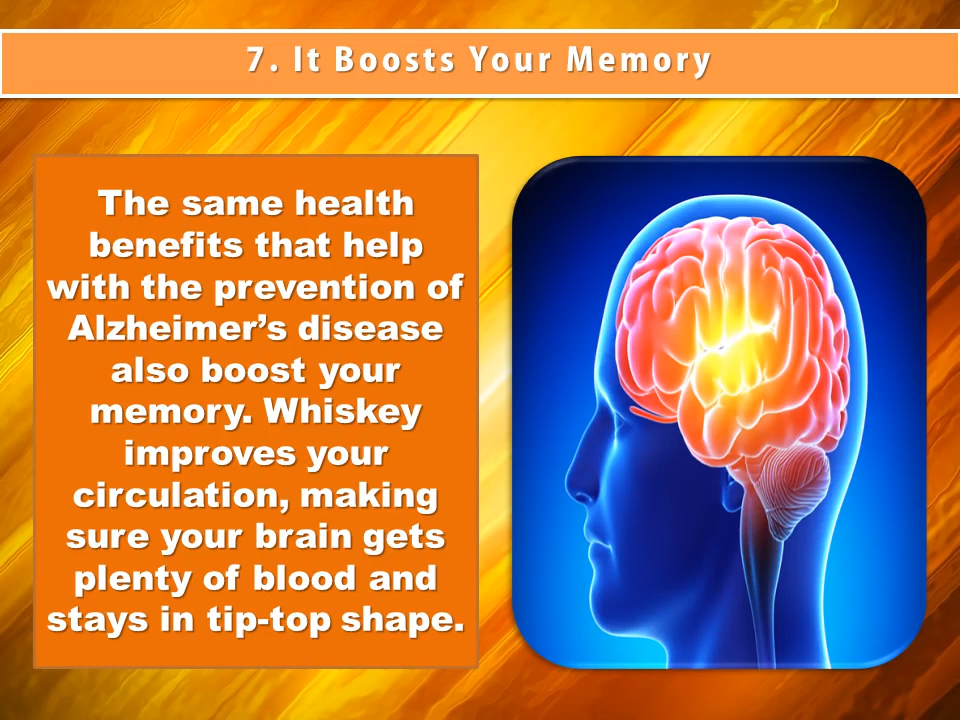 7. It Boosts Your Memory
The same health
benefits that help
with the prevention of
Alzheimer’s disease
also boost your
memory. Whiskey
improves your
circulation, making
sure your brain gets
plenty of blood and
stays in tip-top shape.